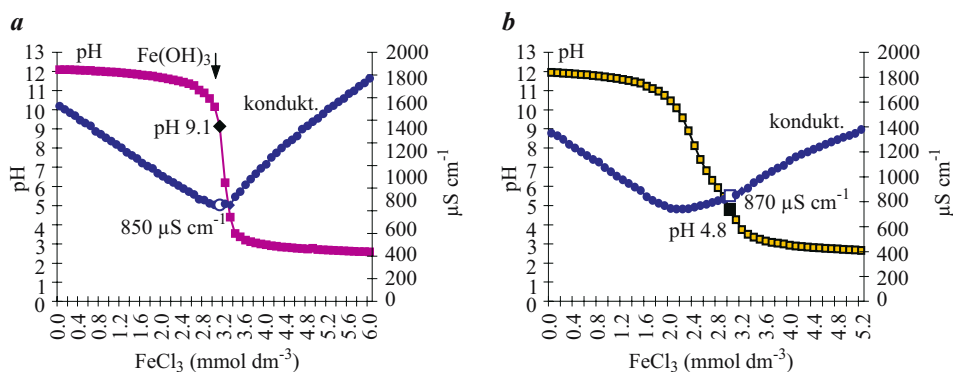 a
pH
Fe(OH)3
kondukt.
pH 9.1
850 µS cm-1
13
12
11
10
9
8
7
6
5
4
3
2
1
0
pH
2000
1800
1600
1400
1200
1000
800
600
400
200
0
µS cm-1
0.0 0.4 0.8 1.2 1.6 2.0 2.4 2.8 3.2 3.6 4.0 4.4 4.8 5.2 5.6 6.0
FeCl3 (mmol dm-3)
b
pH
kondukt.
870 µS cm-1
pH 4.8
13
12
11
10
9
8
7
6
5
4
3
2
1
0
pH
2000
1800
1600
1400
1200
1000
800
600
400
200
0
µS cm-1
0.0 0.4 0.8 1.2 1.6 2.0 2.4 2.8 3.2 3.6 4.0 4.4 4.8 5.2
FeCl3 (mmol dm-3)